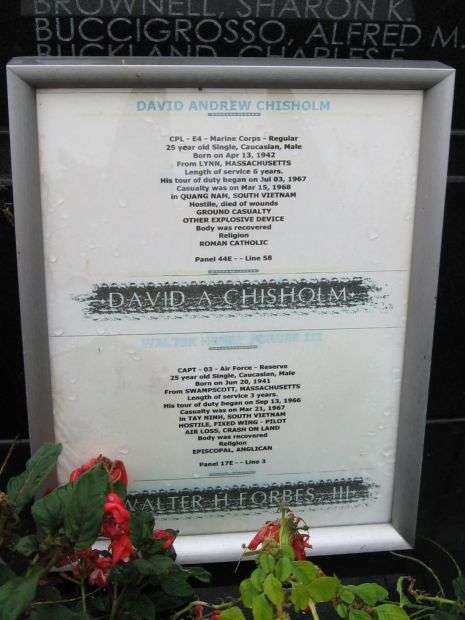 BROWNELL, SHARON K.
BUCCIGROSSO, ALFRED M.
BUCKLAND, CHARLES E.
DAVID ANDREW CHISHOLM
CPL - E4 - Marine Corps - Regular
25 year old Single, Caucasian, Male
Born on Apr 13, 1942
From LYNN, MASSACHUSETTS
Length of service 6 years.
His tour of duty began on Jul 03, 1967
Casualty was on Mar 15, 1968
in QUANG NAM, SOUTH VIETNAM
Hostile, died of wounds
GROUND CASUALTY
OTHER EXPLOSIVE DEVICE
Body was recovered
Religion
ROMAN CATHOLIC
Panel 44E - - Line 58
DAVID A CHISHOLM
WALTER HENRY FORBES III
CAPT - 03 - Air Force - Reserve
25 year old Single, Caucasian, Male
Born on Jun 20, 1941
From SWAMPSCOTT, MASSACHUSETTS
Length of service 3 years.
His tour of duty began on Sep 13, 1966
Casualty was on Mar 21, 1967
in TAY NINH, SOUTH VIETNAM
HOSTILE, FIXED WING - PILOT
AIR LOSS, CRASH ON LAND
Body was recovered
Religion
EPISCOPAL, ANGLICAN
Panel 17E - - Line 3
WALTER H FORBES III